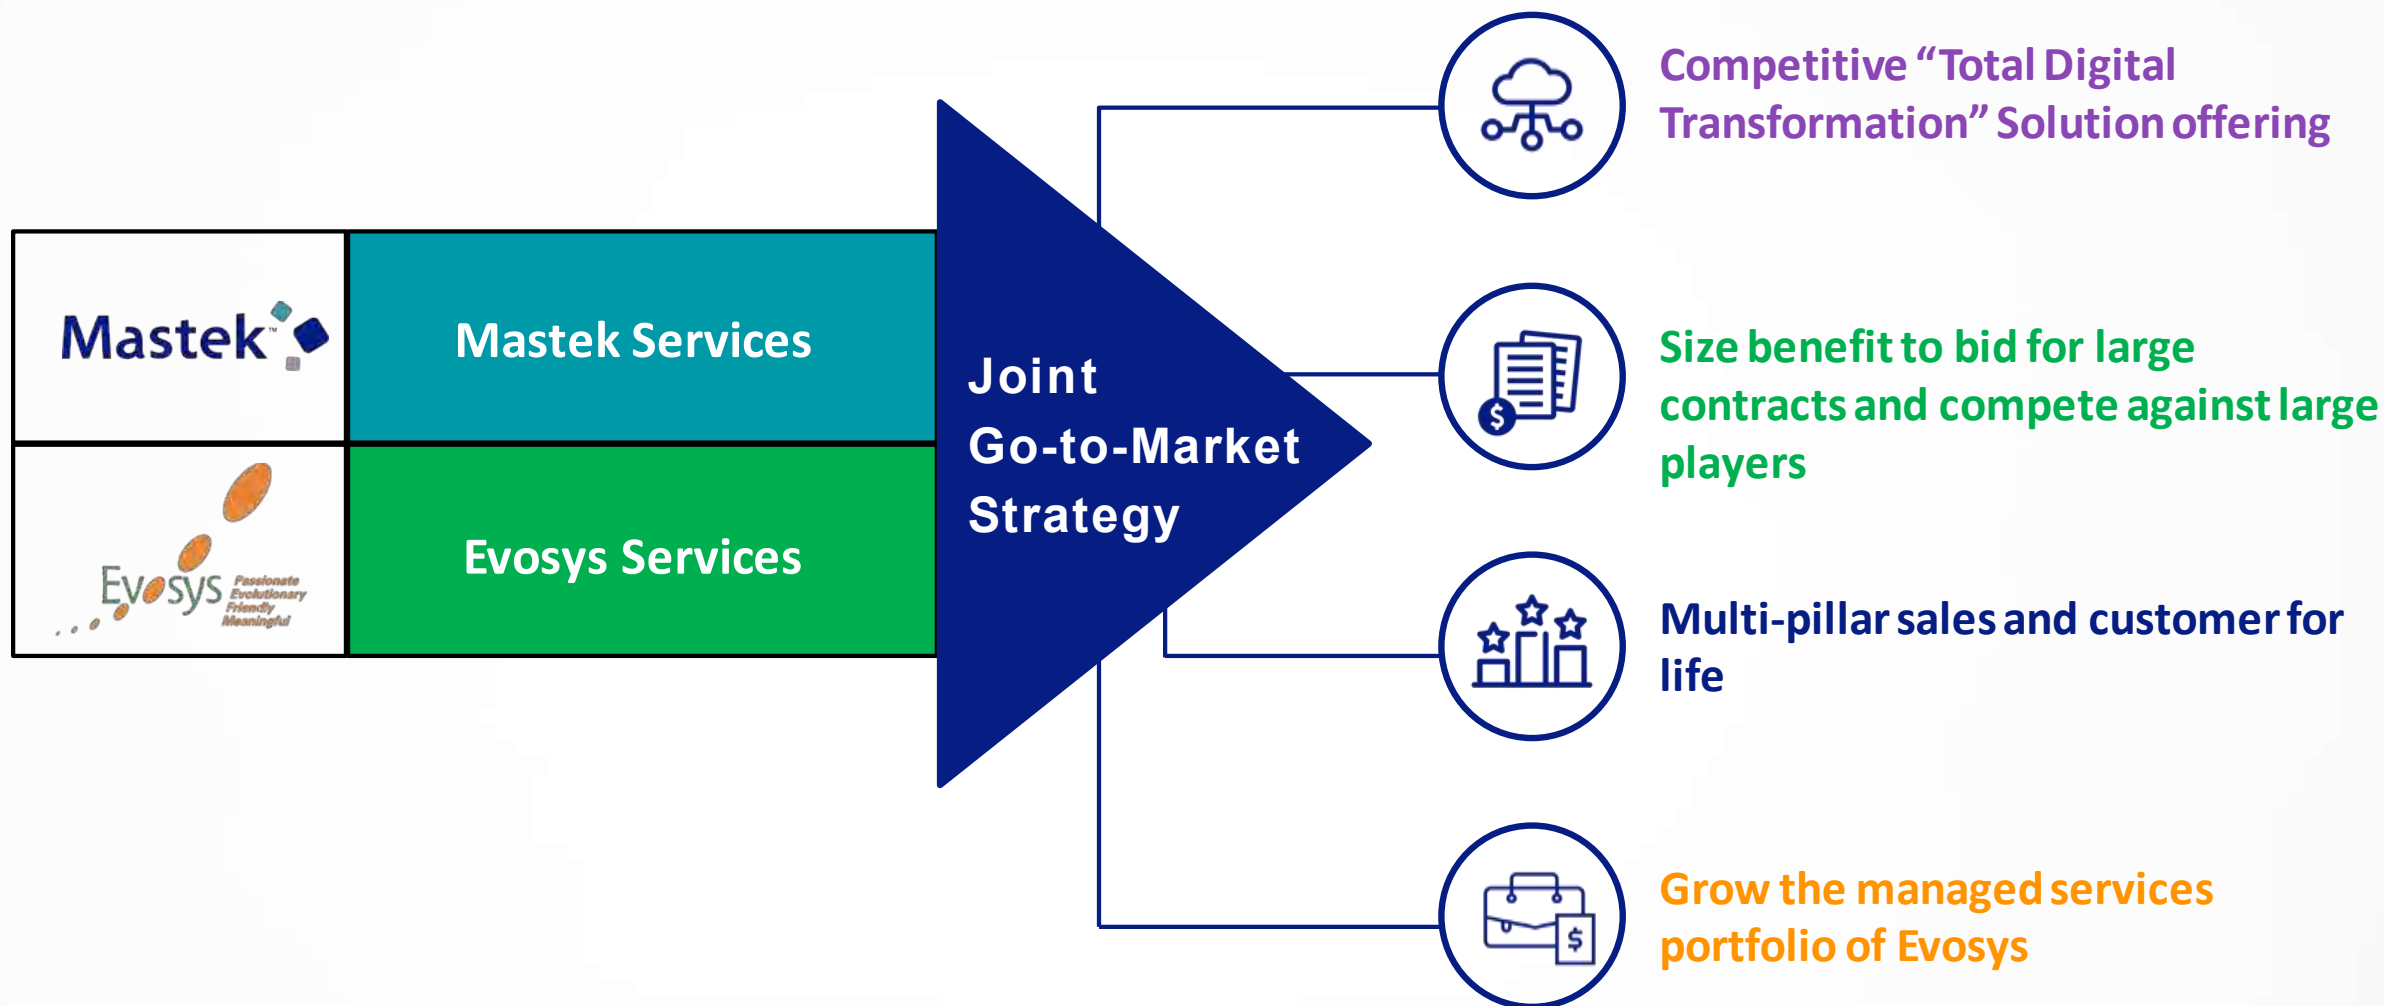 Mastek™
Mastek Services
Evosys
Passionate
Evolutionary
Friendly
Meaningful
Evosys Services
Joint
Go-to-Market
Strategy
Competitive “Total Digital
Transformation” Solution offering
$
Size benefit to bid for large
contracts and compete against large
players
Multi-pillar sales and customer for
life
$
Grow the managed services
portfolio of Evosys